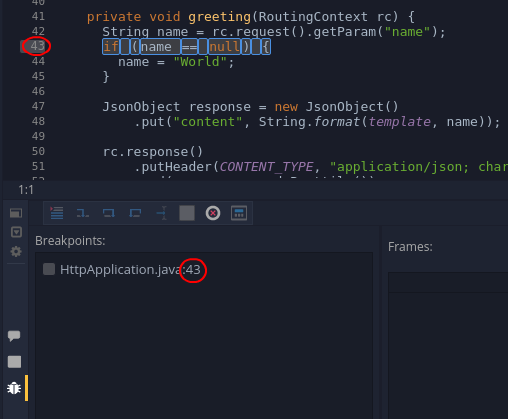 40
41 private void greeting(RoutingContext rc) {
42 String name = rc.request().getParam("name");
43 if (name == null) {
44 name = "World";
45 }
46
47 JsonObject response = new JsonObject()
48 .put("content", String.format(template, name));
49
50 rc.response()
51 .putHeader(CONTENT_TYPE, "application/json; char
1:1
Breakpoints:
Frames:
HttpApplication.java:43